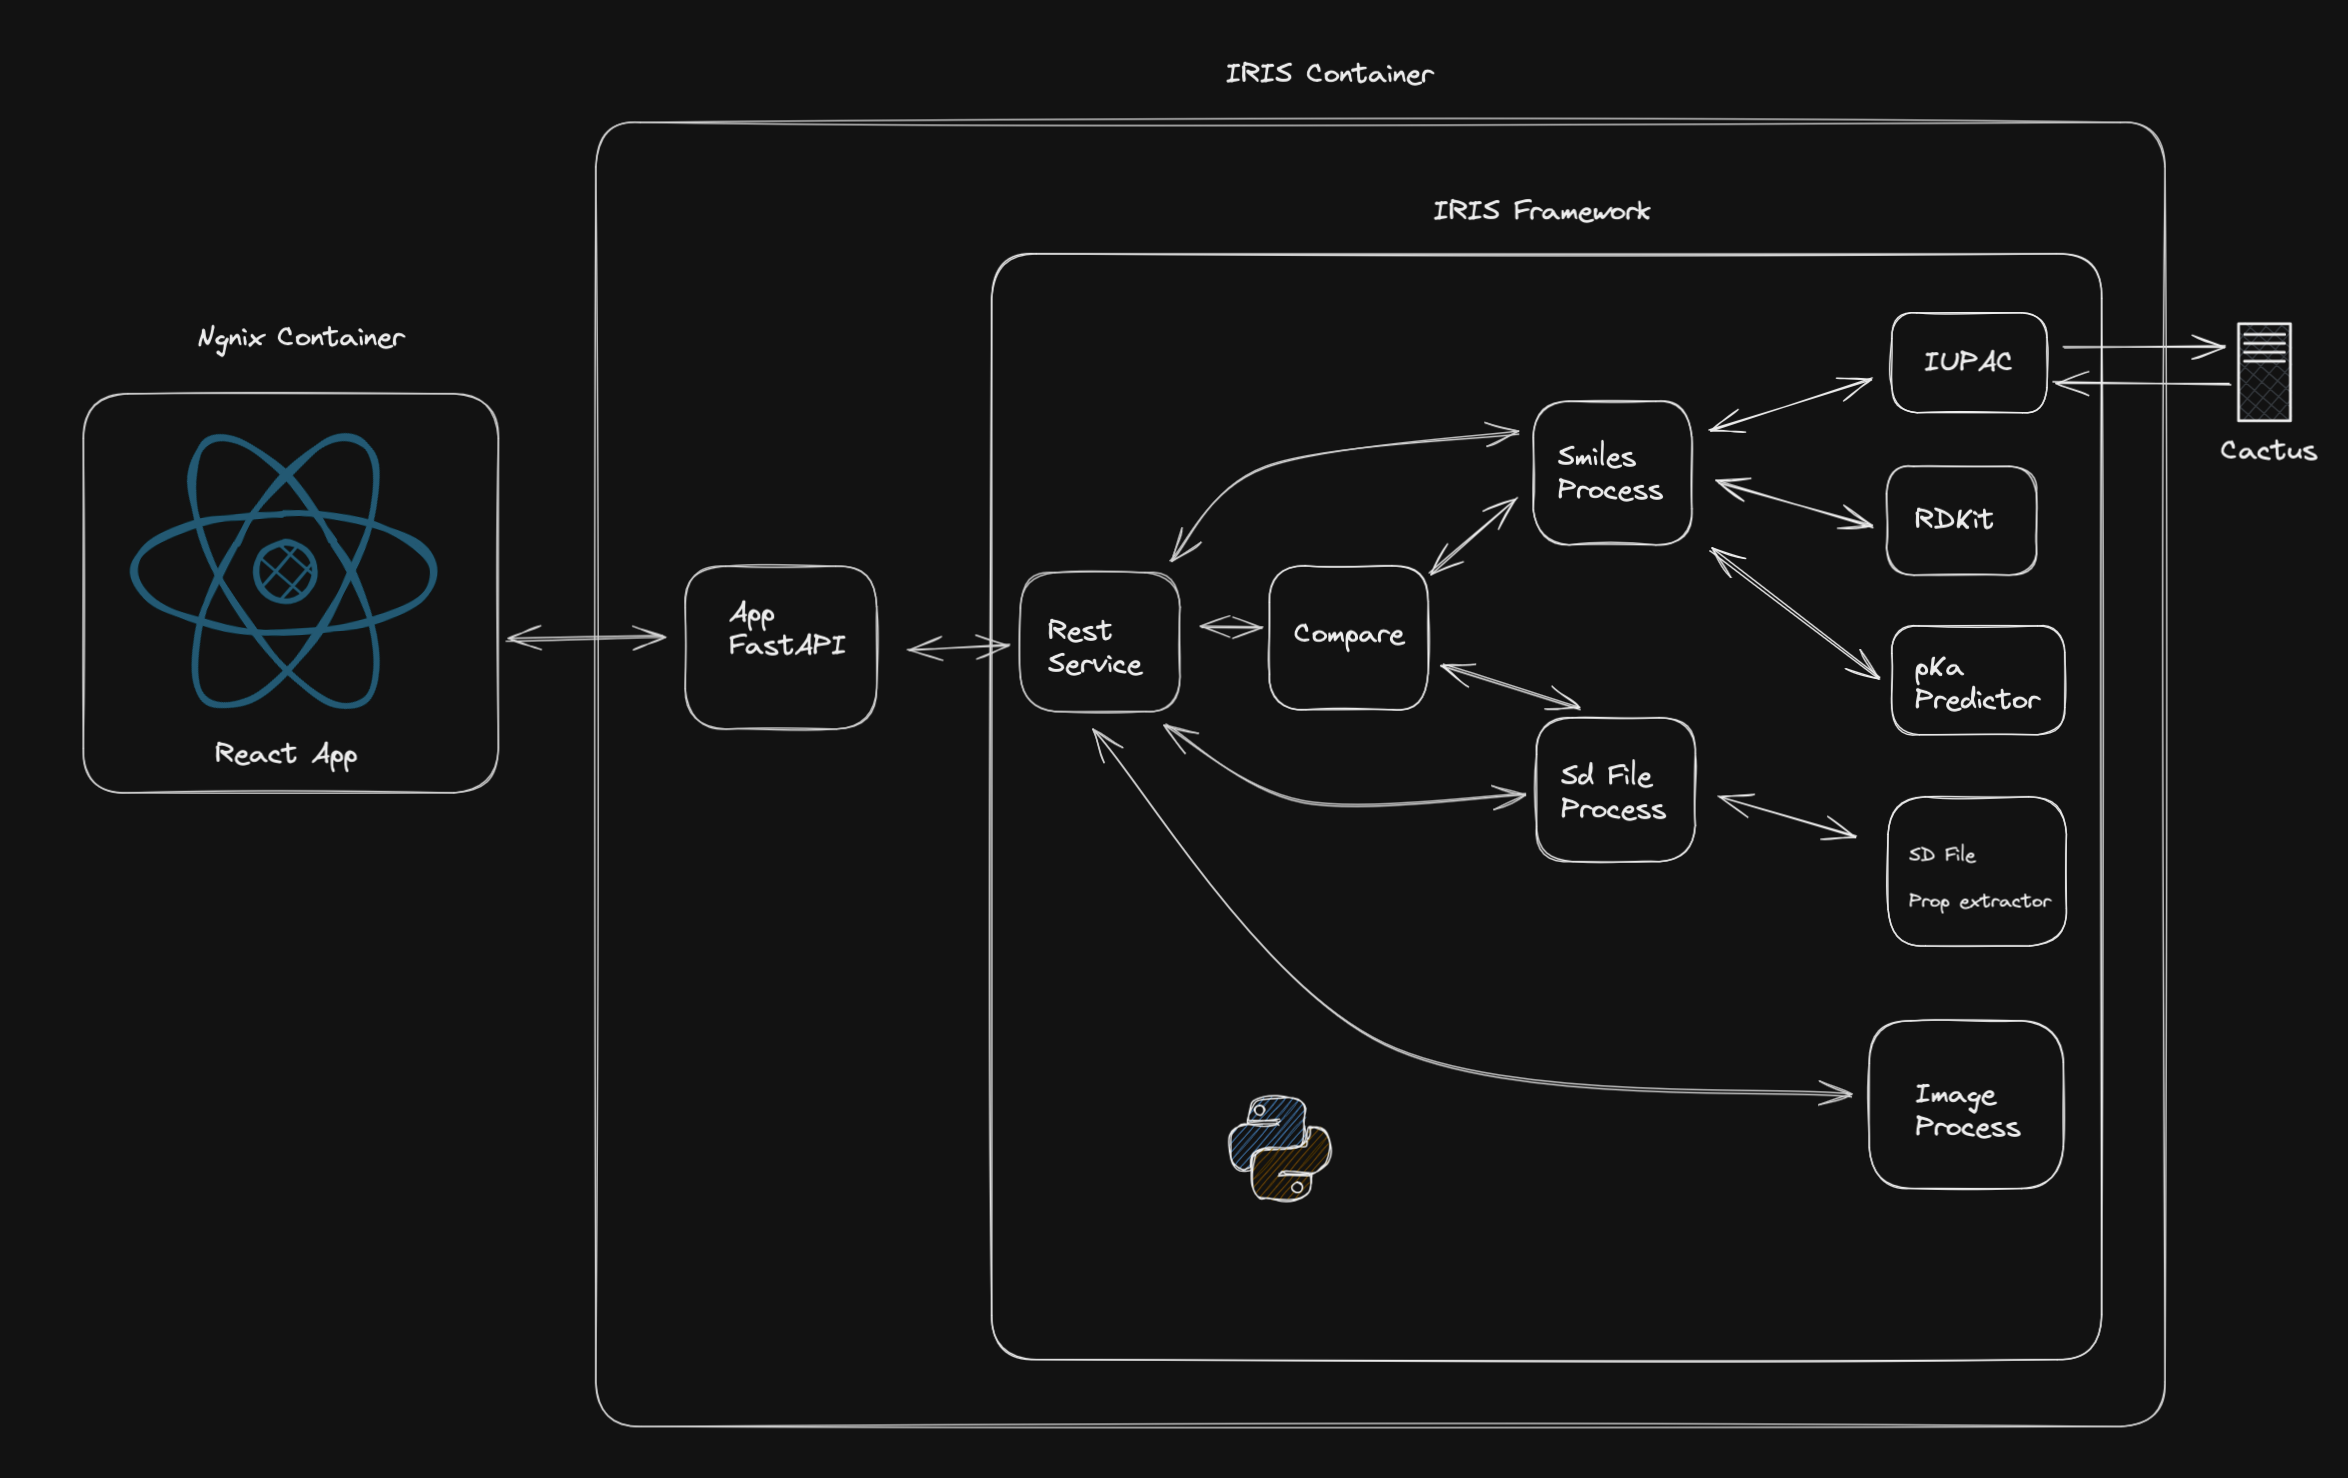 IRIS Container
IRIS Framework
Ngnix Container
React App
App
FastAPI
Rest
Service
Compare
Smiles
Process
Sd File
Process
IUPAC
RDKit
pKa
Predictor
SD File
Prop extractor
Image
Process
Cactus